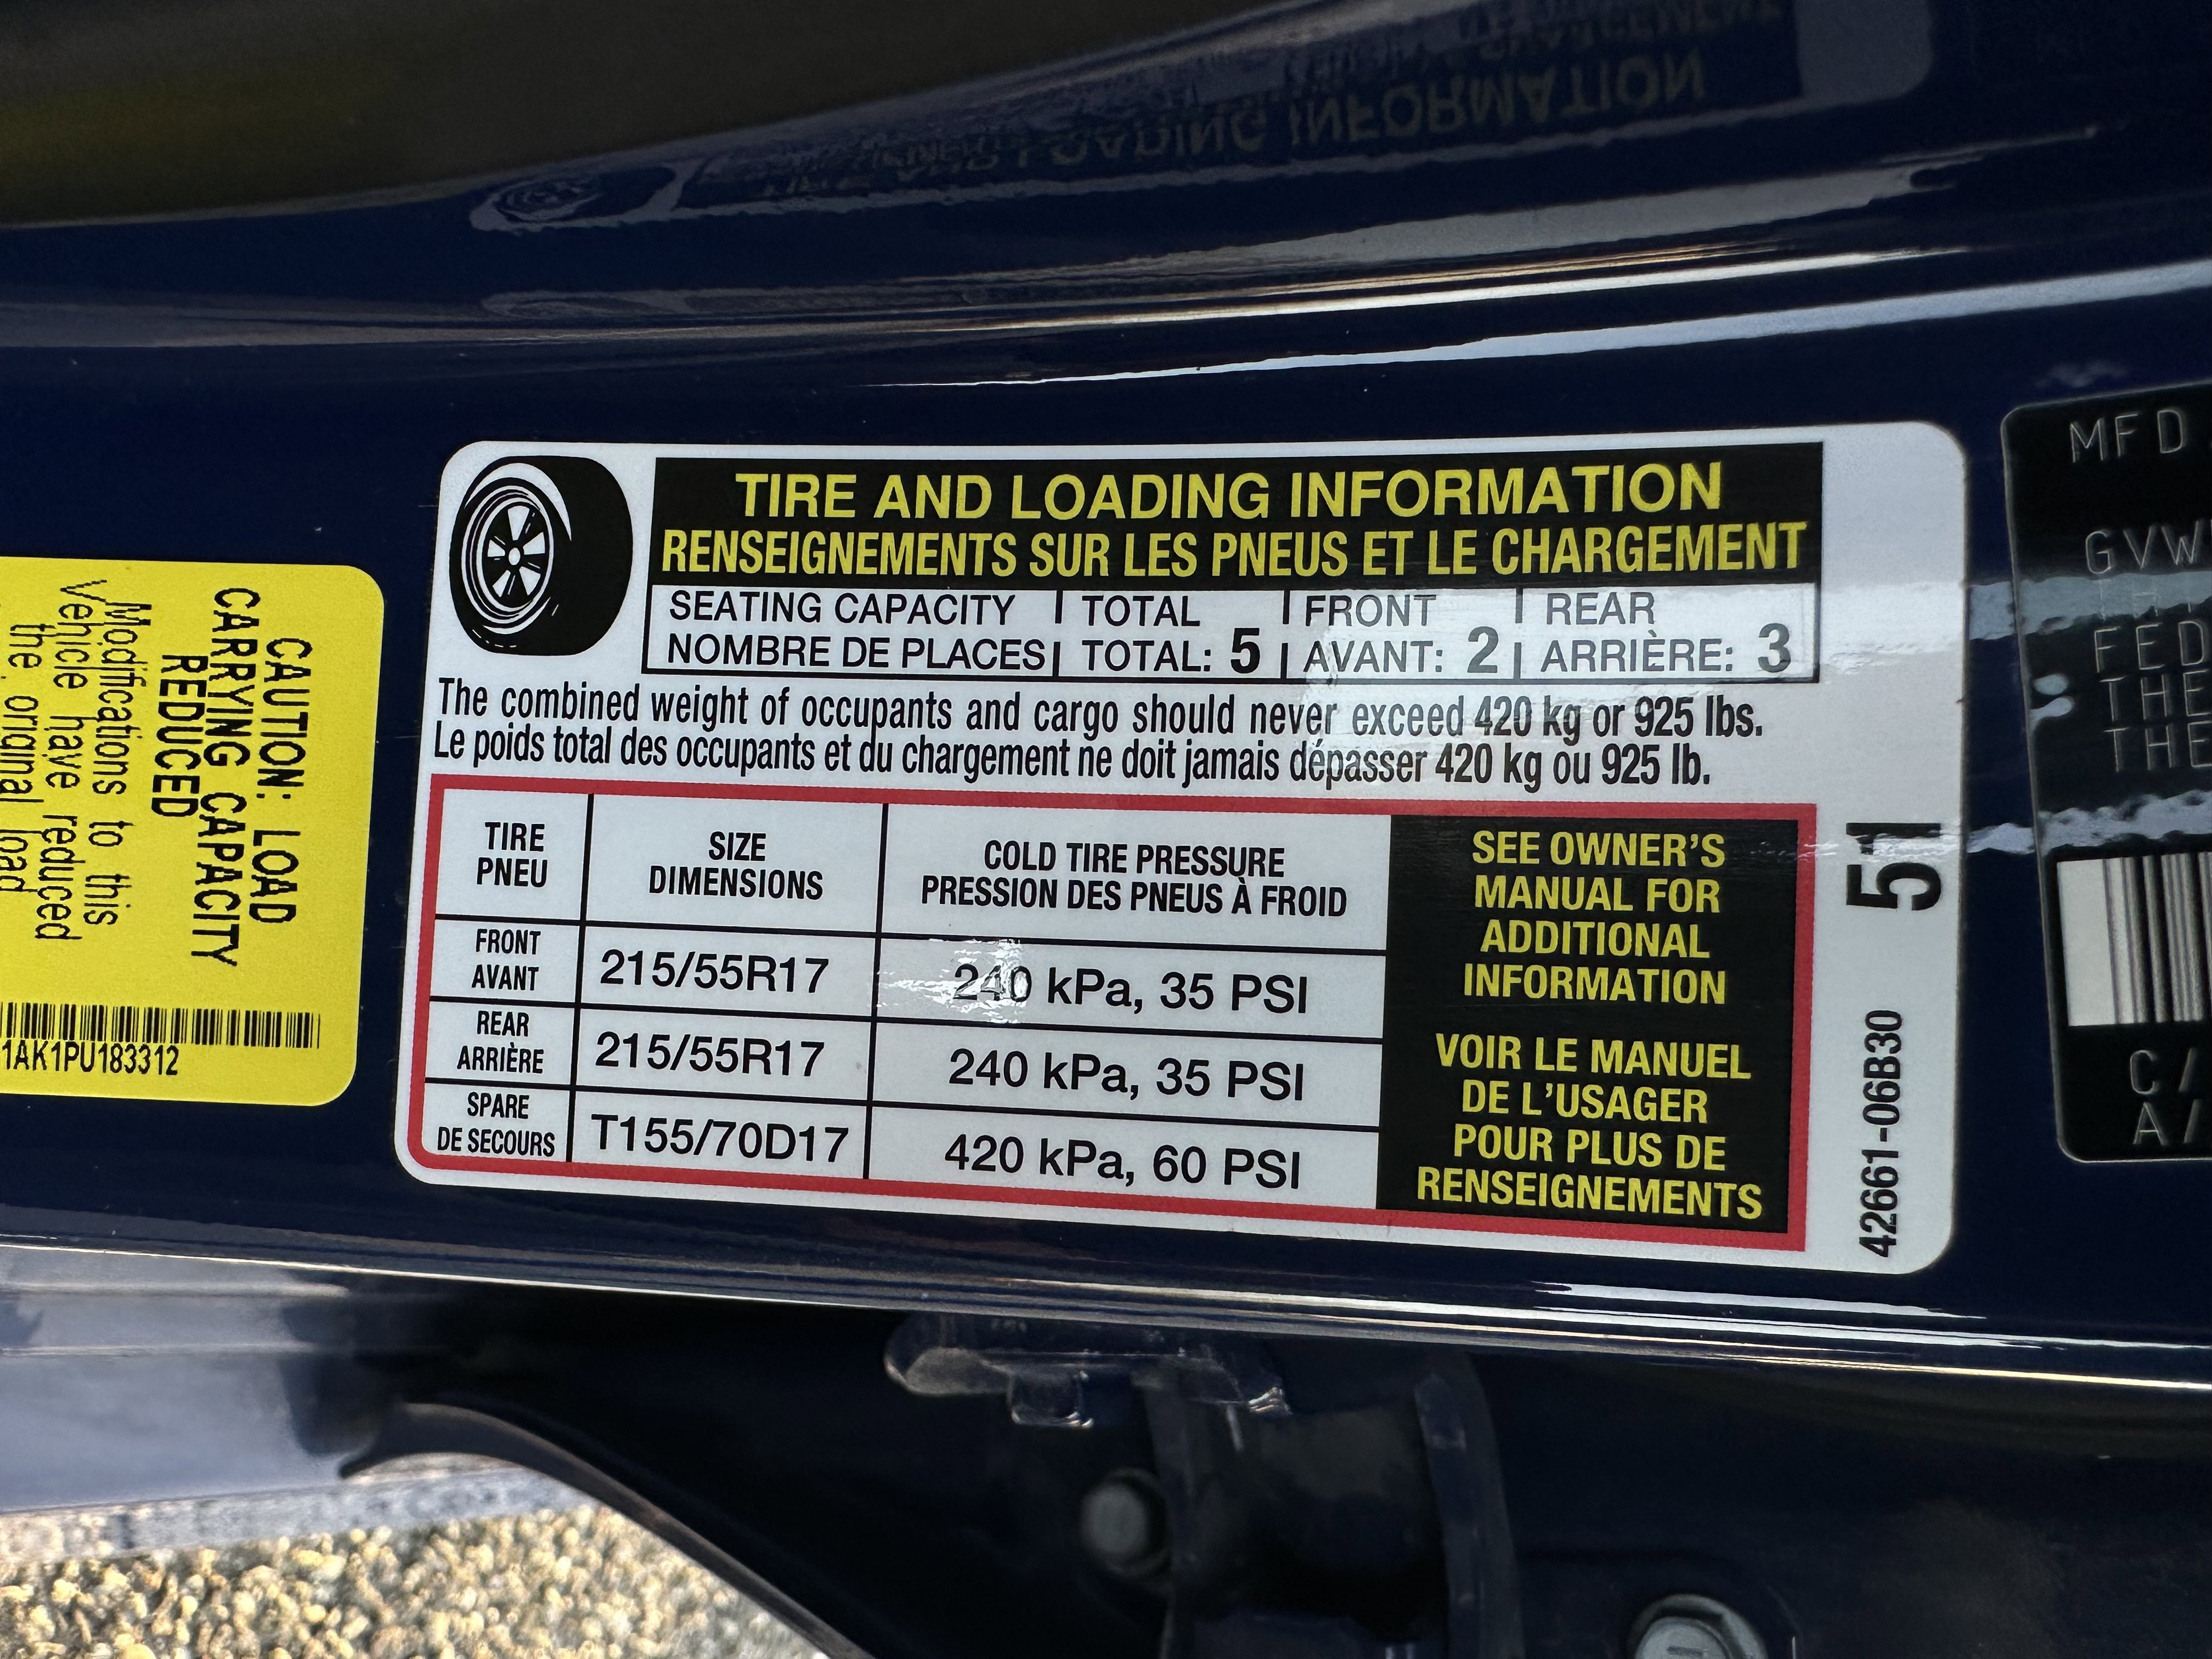 TIRE AND LOADING INFORMATION
RENSEIGNEMENTS SUR LES PNEUS ET LE CHARGEMENT
SEATING CAPACITY | TOTAL | FRONT | REAR
NOMBRE DE PLACES | TOTAL: 5 | AVANT: 2 | ARRIÈRE: 3
The combined weight of occupants and cargo should never exceed 420 kg or 925 lbs.
Le poids total des occupants et du chargement ne doit jamais dépasser 420 kg ou 925 lb.
TIRE
PNEU
SIZE
DIMENSIONS
COLD TIRE PRESSURE
PRESSION DES PNEUS À FROID
FRONT
AVANT
215/55R17
240 kPa, 35 PSI
REAR
ARRIÈRE
215/55R17
240 kPa, 35 PSI
SPARE
DE SECOURS
T155/70D17
420 kPa, 60 PSI
SEE OWNER'S
MANUAL FOR
ADDITIONAL
INFORMATION
VOIR LE MANUEL
DE L'USAGER
POUR PLUS DE
RENSEIGNEMENTS
51
42661-06B30
CAUTION: LOAD
CARRYING CAPACITY
REDUCED
Modifications to this
vehicle have reduced
the original load
1AK1PU183312
MFD
GVW
FED
THE
THE
C/
A/
LOADING INFORMATION